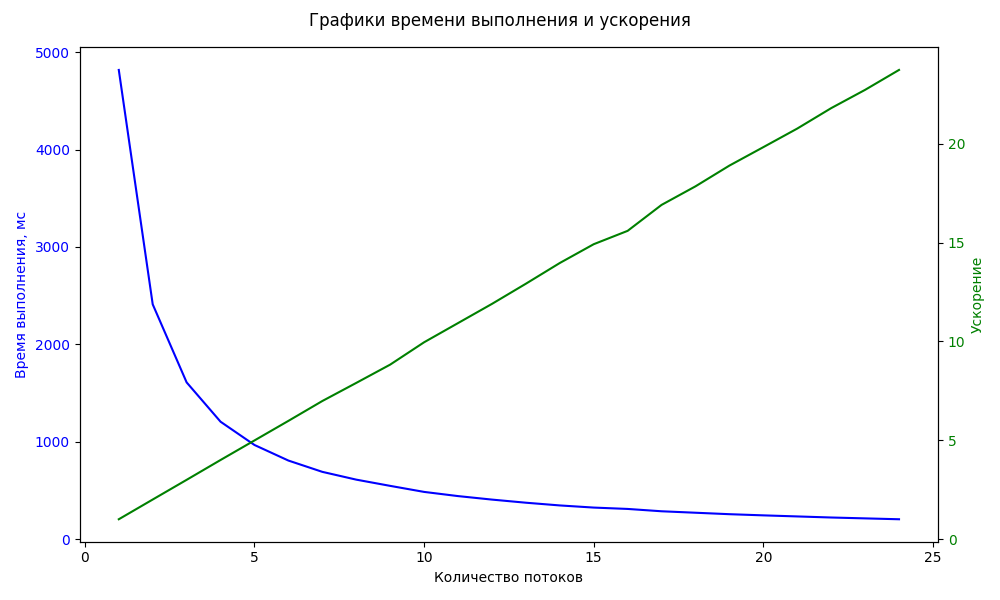 Графики времени выполнения и ускорения
5000
4000
3000
2000
1000
0
Время выполнения, мс
20
15
10
5
0
Ускорение
0 5 10 15 20 25
Количество потоков